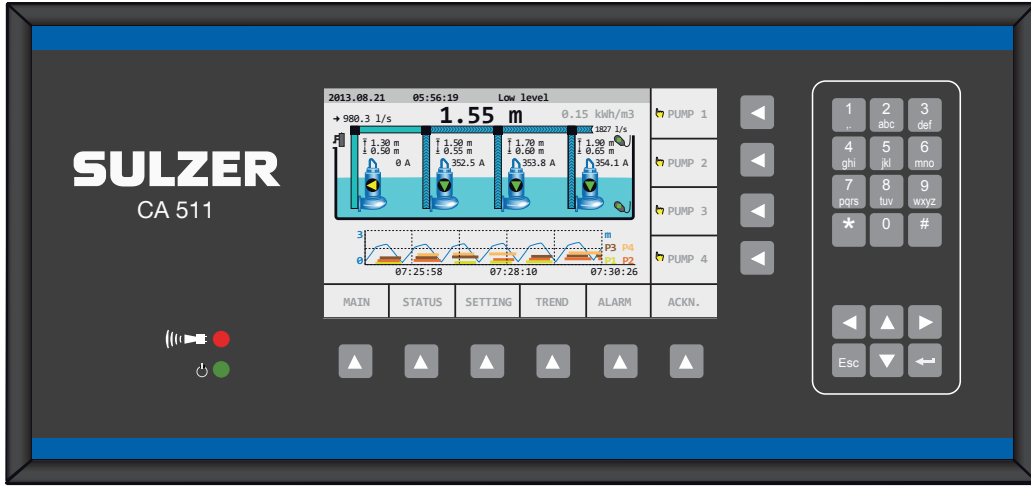 SULZER
CA 511
2013.08.21 05:56:19 Low level
980.3 l/s 1.55 m 0.15 kWh/m3
1827 l/s
1.30 m 1.50 m 1.70 m 1.90 m
0.50 m 0.55 m 0.60 m 0.65 m
0 A 352.5 A 353.8 A 354.1 A
3 m
P3 P4
0 P1 P2
07:25:58 07:28:10 07:30:26
PUMP 1
PUMP 2
PUMP 3
PUMP 4
MAIN STATUS SETTING TREND ALARM ACKN.
1 2 3
,. abc def
4 5 6
ghi jkl mno
7 8 9
pqrs tuv wxyz
* 0 #
Esc